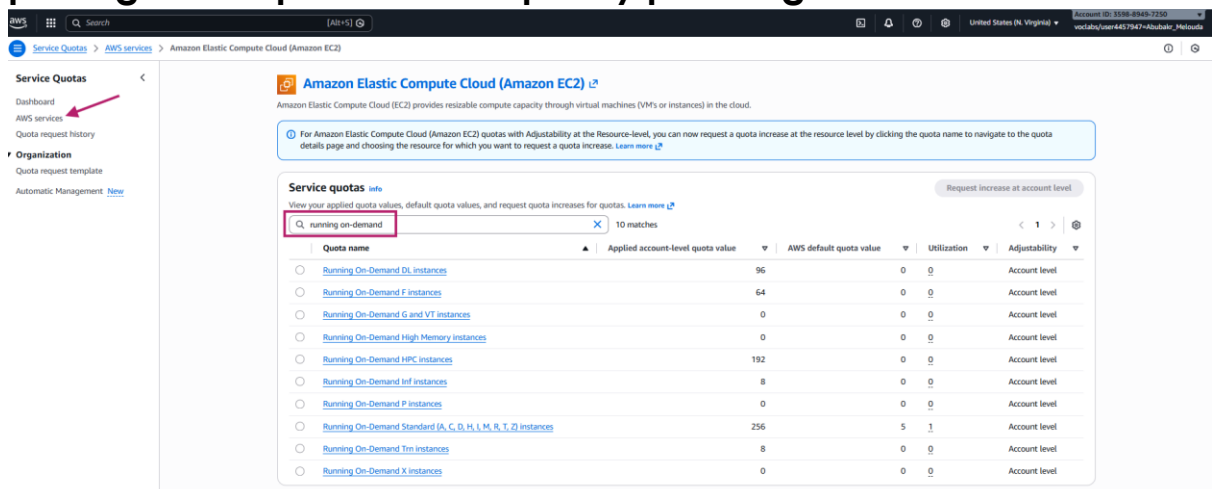 aws
Search
[Alt+S]
United States (N. Virginia)
Account ID: 3598-8949-7250
voclabs/user4457947=Abubakr_Melouda
Service Quotas > AWS services > Amazon Elastic Compute Cloud (Amazon EC2)
Service Quotas
Dashboard
AWS services
Quota request history
Organization
Quota request template
Automatic Management New
Amazon Elastic Compute Cloud (Amazon EC2)
Amazon Elastic Compute Cloud (EC2) provides resizable compute capacity through virtual machines (VM's or instances) in the cloud.
For Amazon Elastic Compute Cloud (Amazon EC2) quotas with Adjustability at the Resource-level, you can now request a quota increase at the resource level by clicking the quota name to navigate to the quota
details page and choosing the resource for which you want to request a quota increase. Learn more
Service quotas info
Request increase at account level
View your applied quota values, default quota values, and request quota increases for quotas. Learn more
running on-demand 10 matches < 1 >
Quota name Applied account-level quota value AWS default quota value Utilization Adjustability
Running On-Demand DL instances 96 0 0 Account level
Running On-Demand F instances 64 0 0 Account level
Running On-Demand G and VT instances 0 0 0 Account level
Running On-Demand High Memory instances 0 0 0 Account level
Running On-Demand HPC instances 192 0 0 Account level
Running On-Demand Inf instances 8 0 0 Account level
Running On-Demand P instances 0 0 0 Account level
Running On-Demand Standard (A, C, D, H, I, M, R, T, Z) instances 256 5 1 Account level
Running On-Demand Trn instances 8 0 0 Account level
Running On-Demand X instances 0 0 0 Account level